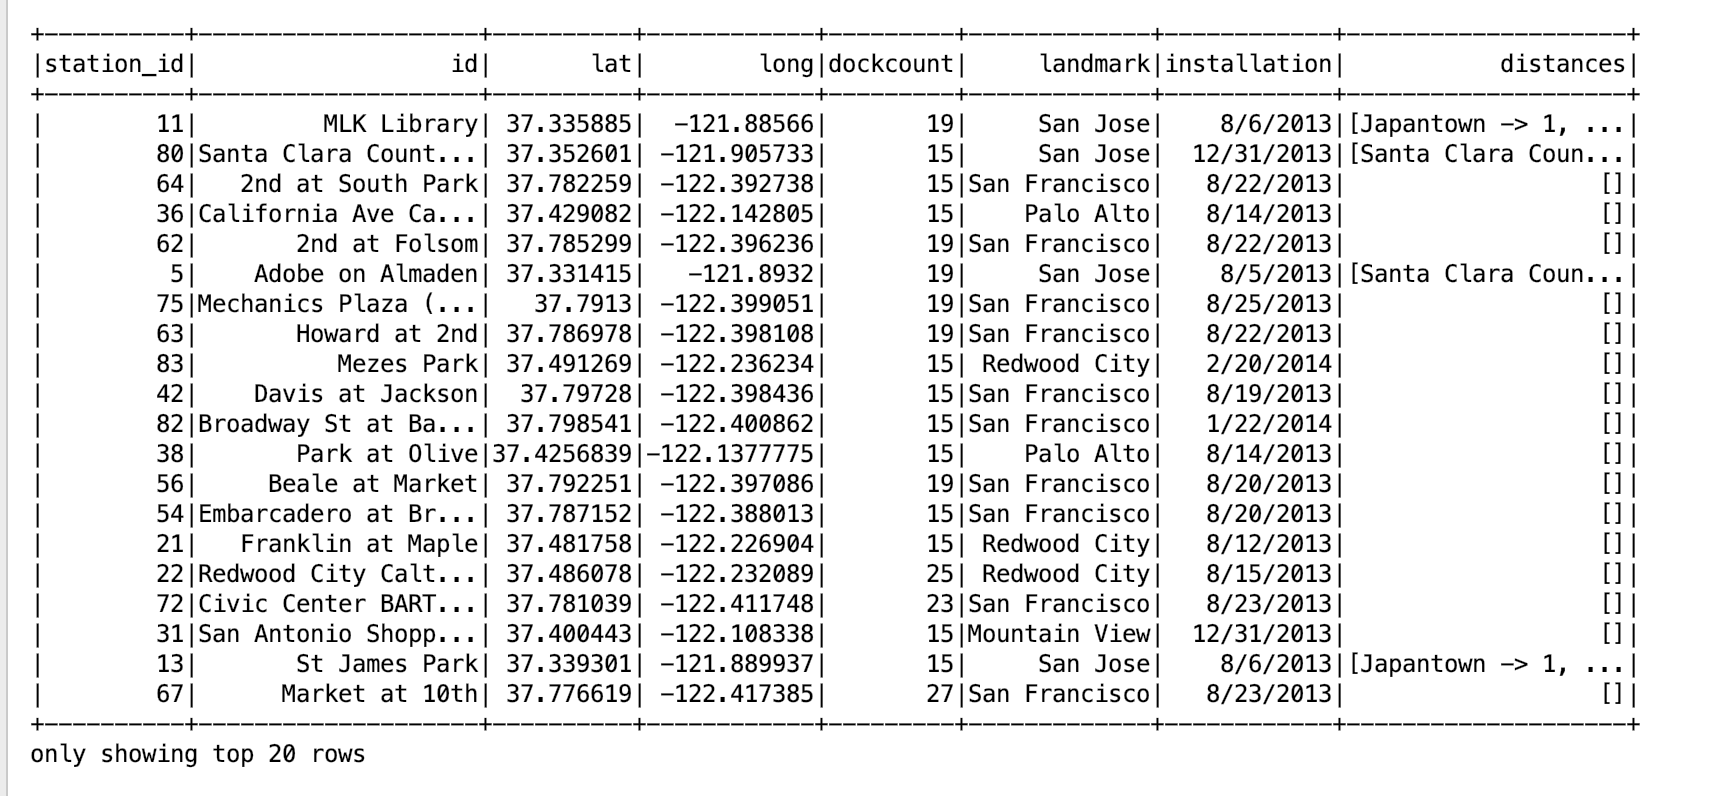 +----------+--------------------+----------+------------+---------+-------------+------------+--------------------+
|station_id|                  id|       lat|        long|dockcount|     landmark|installation|           distances|
+----------+--------------------+----------+------------+---------+-------------+------------+--------------------+
|        11|         MLK Library| 37.335885|  -121.88566|       19|     San Jose|    8/6/2013|[Japantown -> 1, ...|
|        80|Santa Clara Count...| 37.352601| -121.905733|       15|     San Jose|  12/31/2013|[Santa Clara Coun...|
|        64|   2nd at South Park| 37.782259| -122.392738|       15|San Francisco|   8/22/2013|                  []|
|        36|California Ave Ca...| 37.429082| -122.142805|       15|    Palo Alto|   8/14/2013|                  []|
|        62|       2nd at Folsom| 37.785299| -122.396236|       19|San Francisco|   8/22/2013|                  []|
|         5|    Adobe on Almaden| 37.331415|   -121.8932|       19|     San Jose|    8/5/2013|[Santa Clara Coun...|
|        75|Mechanics Plaza (...|   37.7913| -122.399051|       19|San Francisco|   8/25/2013|                  []|
|        63|       Howard at 2nd| 37.786978| -122.398108|       19|San Francisco|   8/22/2013|                  []|
|        83|          Mezes Park| 37.491269| -122.236234|       15| Redwood City|   2/20/2014|                  []|
|        42|    Davis at Jackson|  37.79728| -122.398436|       15|San Francisco|   8/19/2013|                  []|
|        82|Broadway St at Ba...| 37.798541| -122.400862|       15|San Francisco|   1/22/2014|                  []|
|        38|       Park at Olive|37.4256839|-122.1377775|       15|    Palo Alto|   8/14/2013|                  []|
|        56|     Beale at Market| 37.792251| -122.397086|       19|San Francisco|   8/20/2013|                  []|
|        54|Embarcadero at Br...| 37.787152| -122.388013|       15|San Francisco|   8/20/2013|                  []|
|        21|   Franklin at Maple| 37.481758| -122.226904|       15| Redwood City|   8/12/2013|                  []|
|        22|Redwood City Calt...| 37.486078| -122.232089|       25| Redwood City|   8/15/2013|                  []|
|        72|Civic Center BART...| 37.781039| -122.411748|       23|San Francisco|   8/23/2013|                  []|
|        31|San Antonio Shopp...| 37.400443| -122.108338|       15|Mountain View|  12/31/2013|                  []|
|        13|       St James Park| 37.339301| -121.889937|       15|     San Jose|    8/6/2013|[Japantown -> 1, ...|
|        67|      Market at 10th| 37.776619| -122.417385|       27|San Francisco|   8/23/2013|                  []|
+----------+--------------------+----------+------------+---------+-------------+------------+--------------------+
only showing top 20 rows